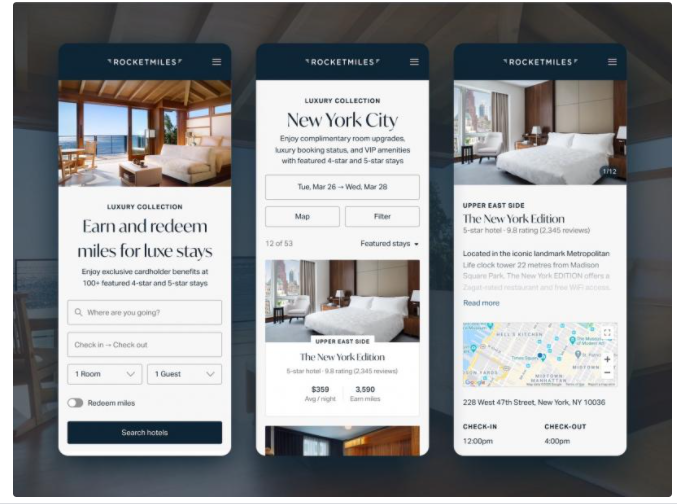 ROCKETMILES
LUXURY COLLECTION
Earn and redeem
miles for luxe stays
Enjoy exclusive cardholder benefits at
100+ featured 4-star and 5-star stays
Where are you going?
Check in → Check out
1 Room
1 Guest
Redeem miles
Search hotels
ROCKETMILES
LUXURY COLLECTION
New York City
Enjoy complimentary room upgrades,
luxury booking status, and VIP amenities
with featured 4-star and 5-star stays
Tue, Mar 26 → Wed, Mar 28
Map
Filter
12 of 53
Featured stays
UPPER EAST SIDE
The New York Edition
5-star hotel · 9.8 rating (2,345 reviews)
$359
3,590
Avg / night
Earn miles
ROCKETMILES
1/12
UPPER EAST SIDE
The New York Edition
5-star hotel · 9.8 rating (2,345 reviews)
Located in the iconic landmark Metropolitan
Life clock tower 22 metres from Madison
Square Park, The New York EDITION offers a
Zagat-rated restaurant and free WiFi access.
Read more
HELL'S KITCHEN
Times Square
MIDTOWN
MIDTOWN
MANHATTAN
Google
228 West 47th Street, New York, NY 10036
CHECK-IN
CHECK-OUT
12:00pm
4:00pm